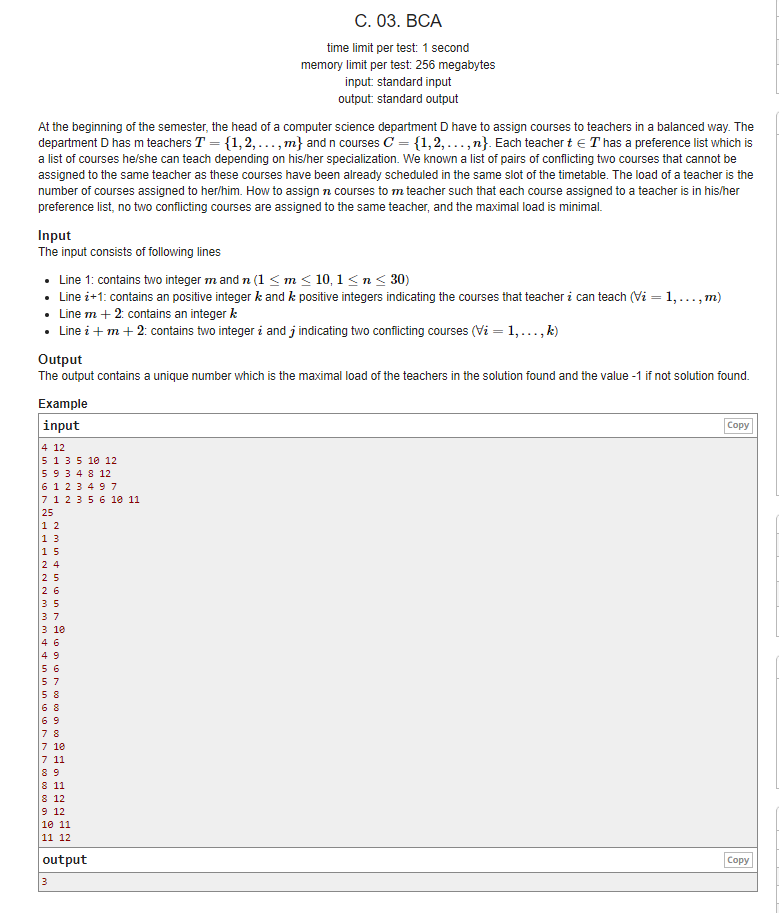 C. 03. BCA
time limit per test: 1 second
memory limit per test: 256 megabytes
input: standard input
output: standard output
At the beginning of the semester, the head of a computer science department D have to assign courses to teachers in a balanced way. The
department D has m teachers T = {1, 2, . . . , m} and n courses C = {1, 2, . . . , n}. Each teacher t ∈ T has a preference list which is
a list of courses he/she can teach depending on his/her specialization. We known a list of pairs of conflicting two courses that cannot be
assigned to the same teacher as these courses have been already scheduled in the same slot of the timetable. The load of a teacher is the
number of courses assigned to her/him. How to assign n courses to m teacher such that each course assigned to a teacher is in his/her
preference list, no two conflicting courses are assigned to the same teacher, and the maximal load is minimal.
Input
The input consists of following lines
• Line 1: contains two integer m and n (1 ≤ m ≤ 10, 1 ≤ n ≤ 30)
• Line i+1: contains an positive integer k and k positive integers indicating the courses that teacher i can teach (∀i = 1, . . . , m)
• Line m + 2: contains an integer k
• Line i + m + 2: contains two integer i and j indicating two conflicting courses (∀i = 1, . . . , k)
Output
The output contains a unique number which is the maximal load of the teachers in the solution found and the value -1 if not solution found.
Example
input Copy
4 12
5 1 3 5 10 12
5 9 3 4 8 12
6 1 2 3 4 9 7
7 1 2 3 5 6 10 11
25
1 2
1 3
1 5
2 4
2 5
2 6
3 5
3 7
3 10
4 6
4 9
5 6
5 7
5 8
6 8
6 9
7 8
7 10
7 11
8 9
8 11
8 12
9 12
10 11
11 12
output Copy
3